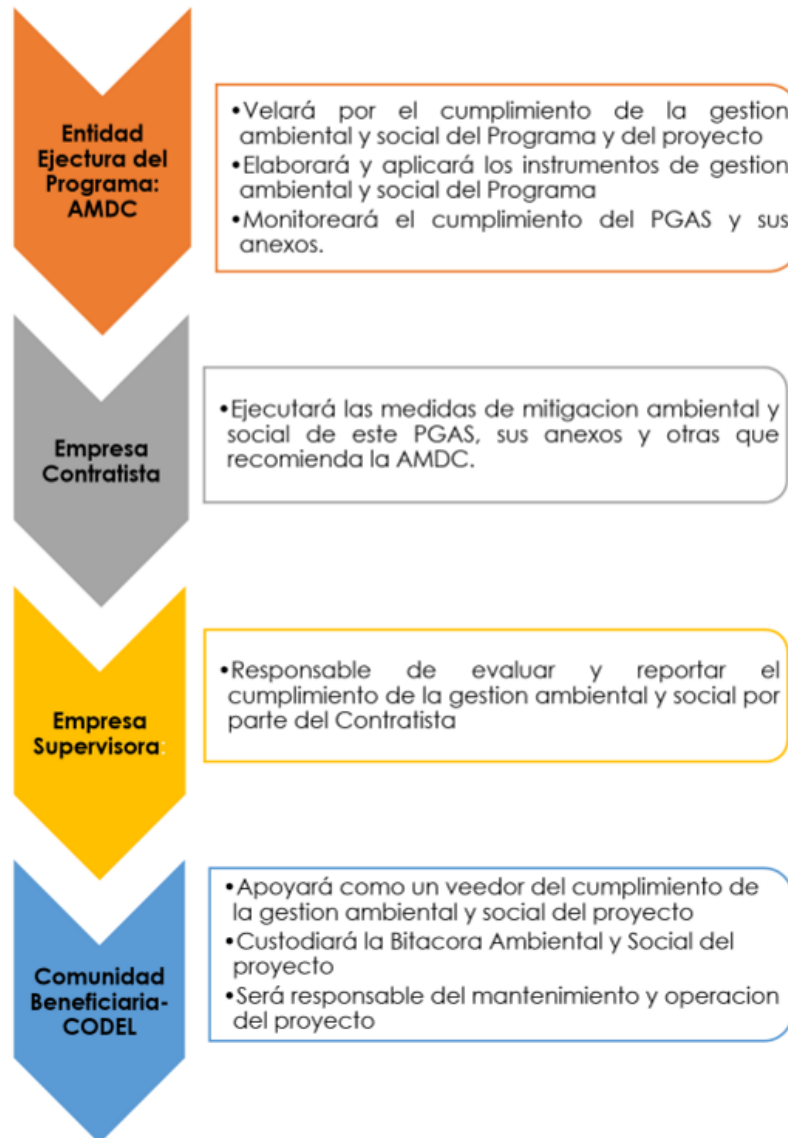 Entidad
Ejectura del
Programa:
AMDC
•Velará por el cumplimiento de la gestion
ambiental y social del Programa y del proyecto
•Elaborará y aplicará los instrumentos de gestion
ambiental y social del Programa
•Monitoreará el cumplimiento del PGAS y sus
anexos.
Empresa
Contratista
•Ejecutará las medidas de mitigacion ambiental y
social de este PGAS, sus anexos y otras que
recomienda la AMDC.
Empresa
Supervisora:
•Responsable de evaluar y reportar el
cumplimiento de la gestion ambiental y social por
parte del Contratista
Comunidad
Beneficiaria-
CODEL
•Apoyará como un veedor del cumplimiento de
la gestion ambiental y social del proyecto
•Custodiará la Bitacora Ambiental y Social del
proyecto
•Será responsable del mantenimiento y operacion
del proyecto